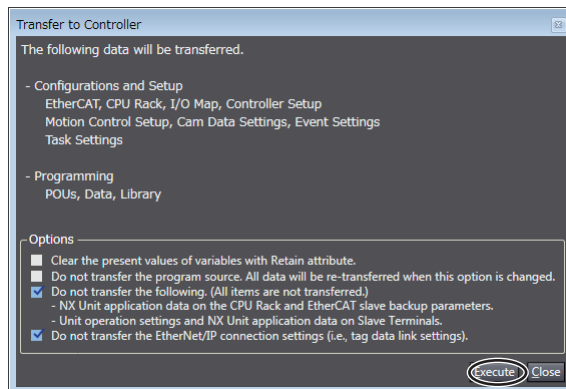 Transfer to Controller
The following data will be transferred.
- Configurations and Setup
EtherCAT, CPU Rack, I/O Map, Controller Setup
Motion Control Setup, Cam Data Settings, Event Settings
Task Settings
- Programming
POUs, Data, Library
Options
Clear the present values of variables with Retain attribute.
Do not transfer the program source. All data will be re-transferred when this option is changed.
Do not transfer the following. (All items are not transferred.)
- NX Unit application data on the CPU Rack and EtherCAT slave backup parameters.
- Unit operation settings and NX Unit application data on Slave Terminals.
Do not transfer the EtherNet/IP connection settings (i.e., tag data link settings).
Execute Close